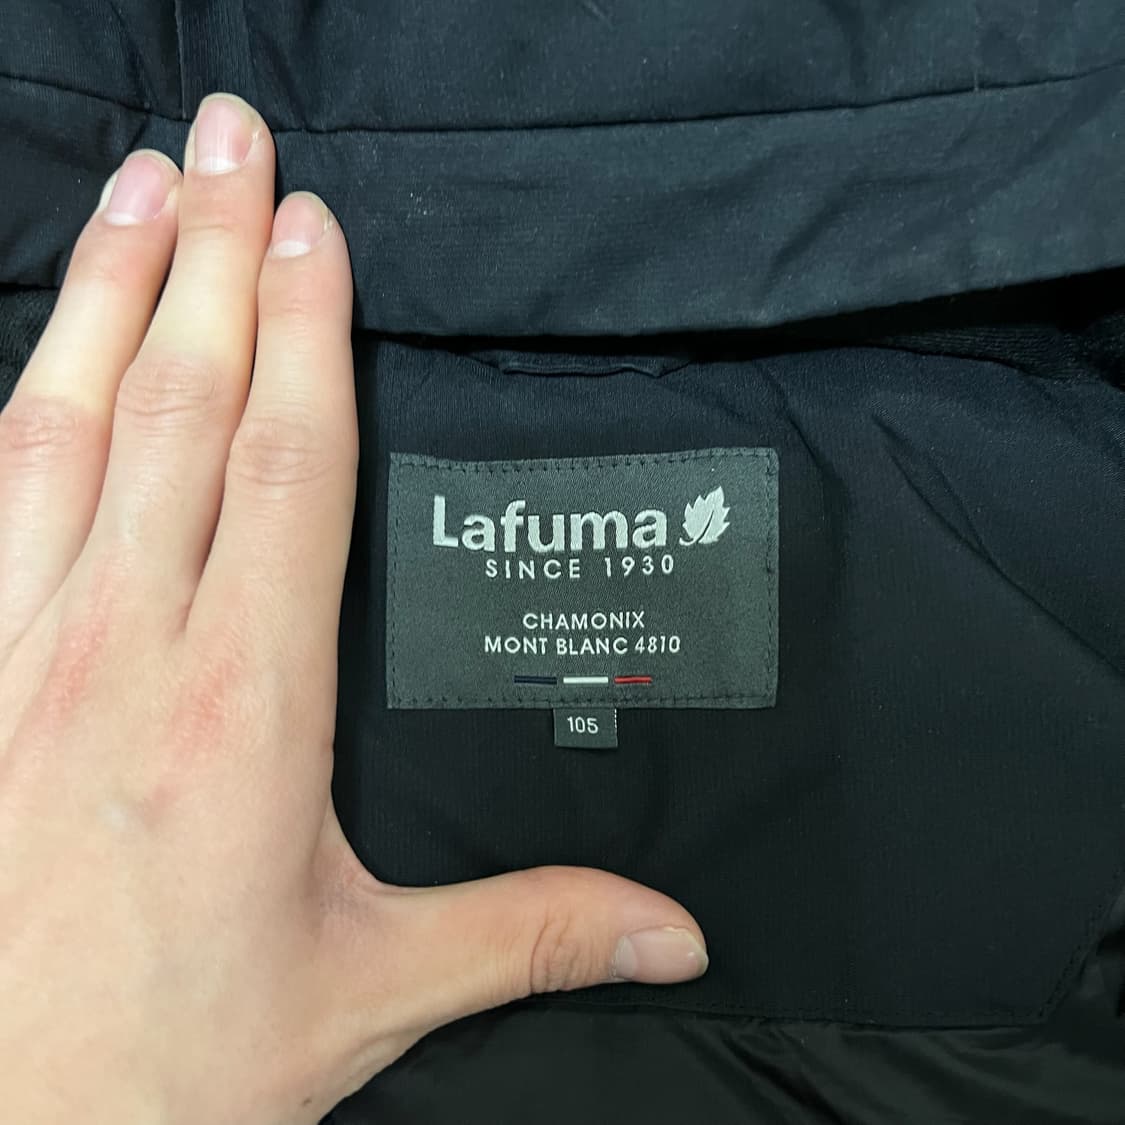 Lafuma
SINCE 1930
CHAMONIX
MONT BLANC 4810
105